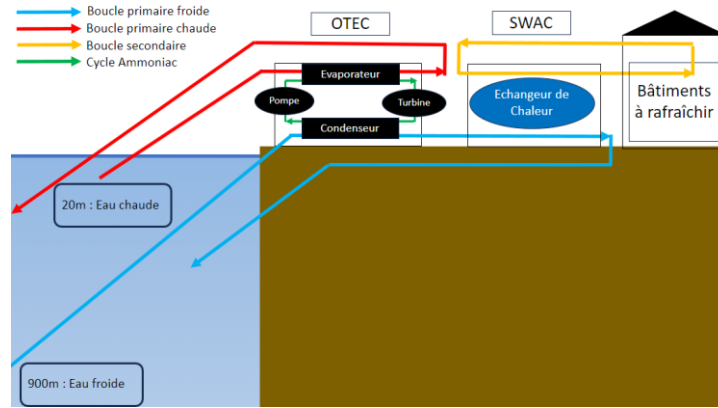 Boucle primaire froide
Boucle primaire chaude
Boucle secondaire
Cycle Ammoniac
OTEC
SWAC
Evaporateur
Pompe
Turbine
Condenseur
Echangeur de
Chaleur
Bâtiments
à rafraîchir
20m : Eau chaude
900m : Eau froide